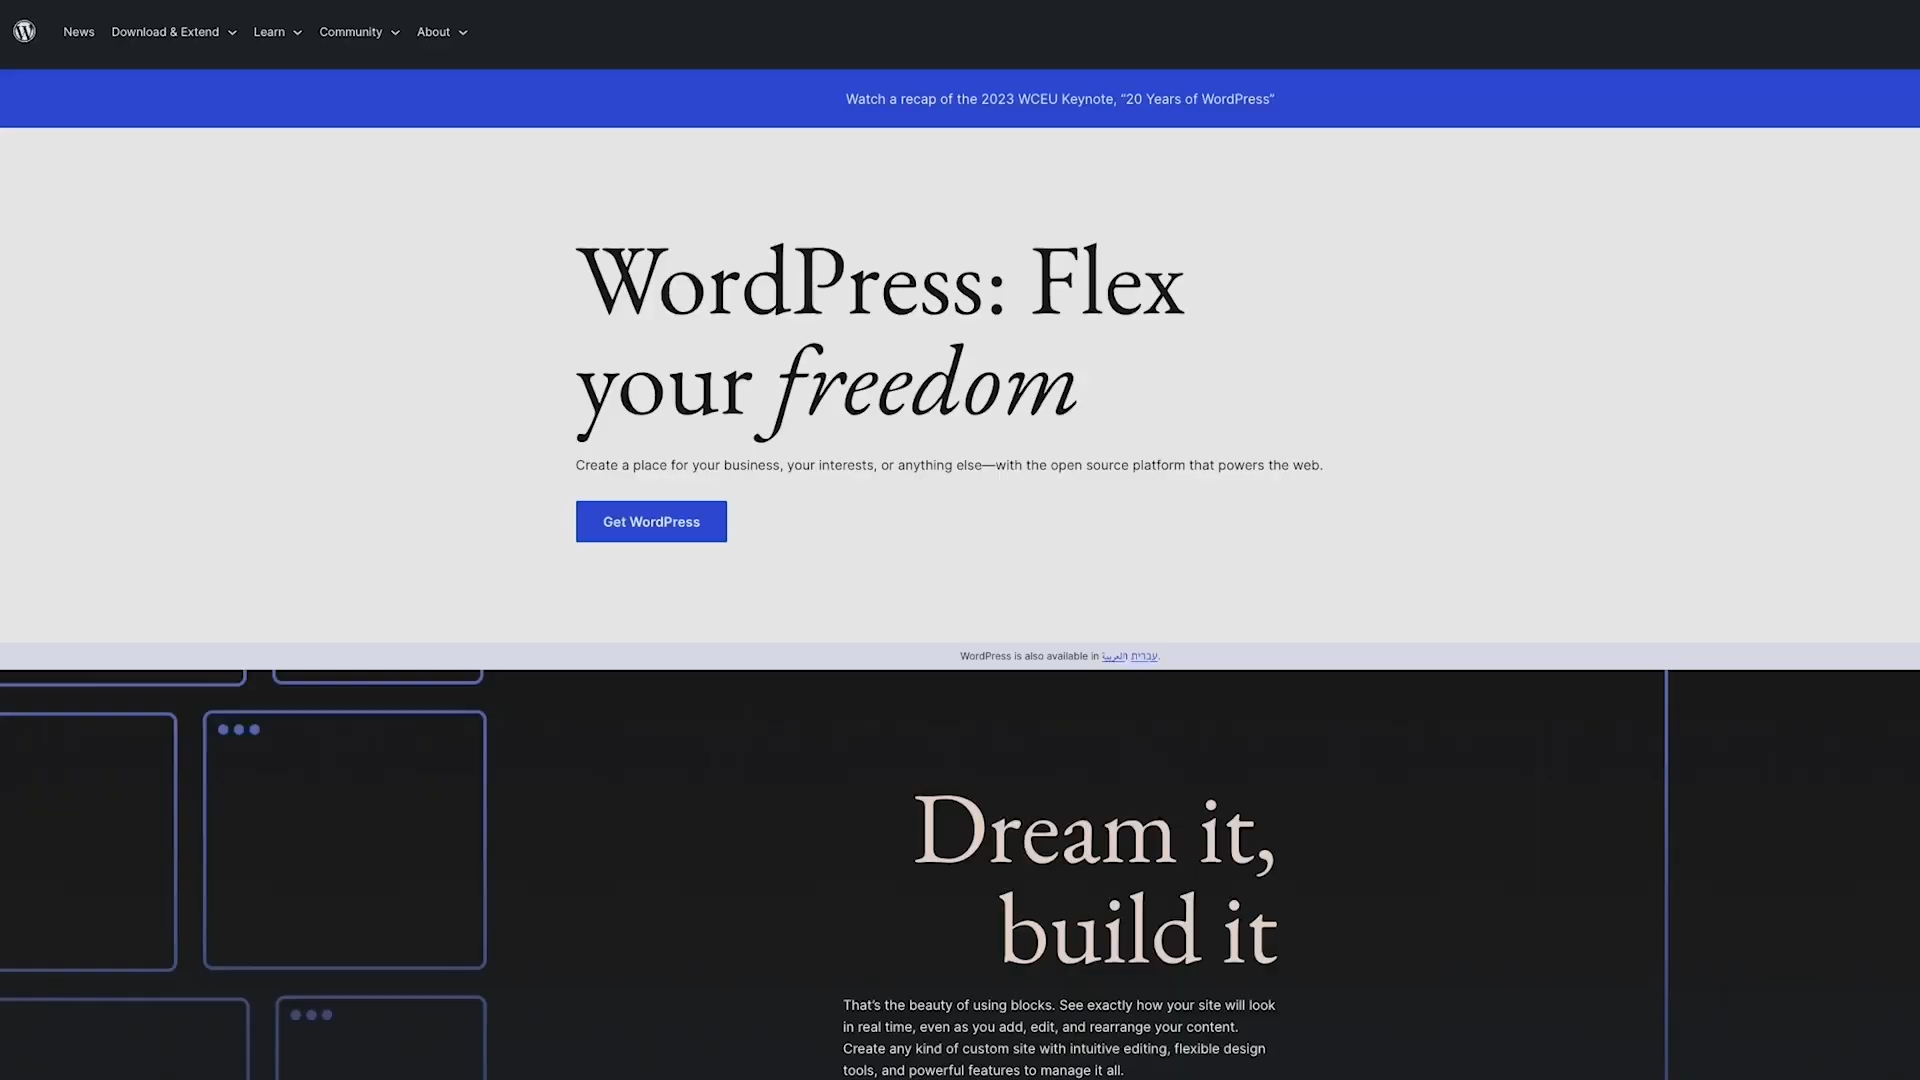 News
Download & Extend
Learn
Community
About
Watch a recap of the 2023 WCEU Keynote, “20 Years of WordPress”
WordPress: Flex
your freedom
Create a place for your business, your interests, or anything else—with the open source platform that powers the web.
Get WordPress
WordPress is also available in العربية עברית.
Dream it,
build it
That’s the beauty of using blocks. See exactly how your site will look
in real time, even as you add, edit, and rearrange your content.
Create any kind of custom site with intuitive editing, flexible design
tools, and powerful features to manage it all.